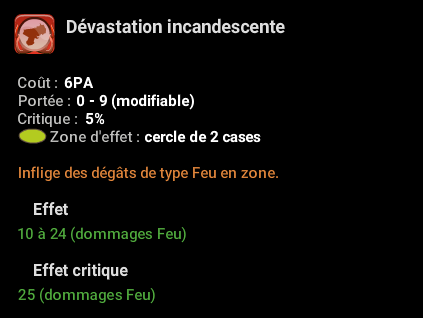 Dévastation incandescente
Coût : 6PA
Portée : 0 - 9 (modifiable)
Critique : 5%
Zone d'effet : cercle de 2 cases
Inflige des dégâts de type Feu en zone.
Effet
10 à 24 (dommages Feu)
Effet critique
25 (dommages Feu)